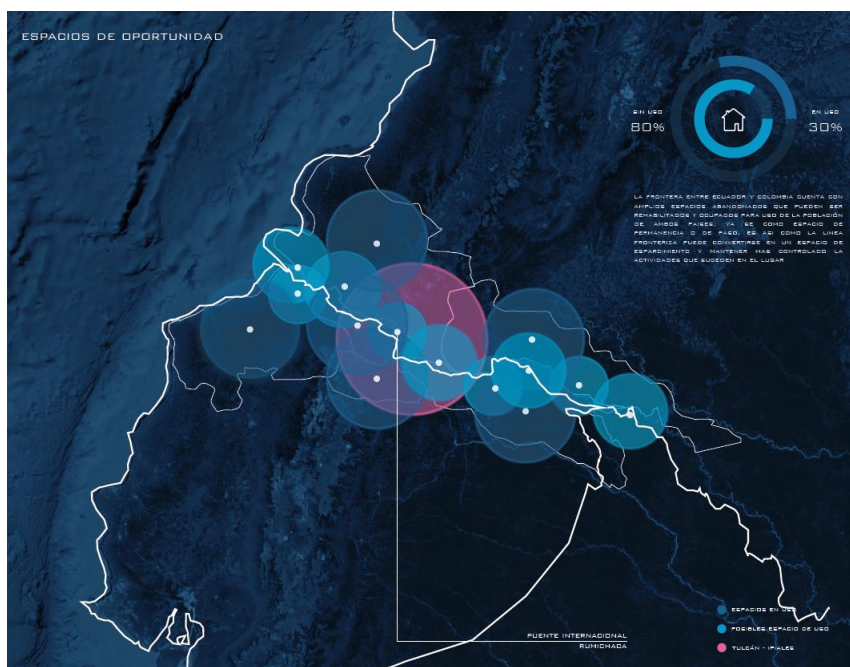 ESPACIOS DE OPORTUNIDAD
SIN USO
80%
EN USO
30%
LA FRONTERA ENTRE ECUADOR Y COLOMBIA CUENTA CON
AMPLIOS ESPACIOS ABANDONADOS QUE PUEDEN SER
REHABILITADOS Y OCUPADOS PARA USO DE LA POBLACIÓN
DE AMBOS PAISES, YA SE COMO ESPACIO DE
PERMANENCIA O DE PASO, ES ASI COMO LA LINEA
FRONTERIZA PUEDE CONVERTIRSE EN UN ESPACIO DE
ESPARCIMIENTO Y MANTENER MAS CONTROLADO LA
ACTIVIDADES QUE SUCEDEN EN EL LUGAR
ESPACIOS EN USO
POSIBLES ESPACIO DE USO
TULCÁN - IPIALES
PUENTE INTERNACIONAL
RUMICHACA